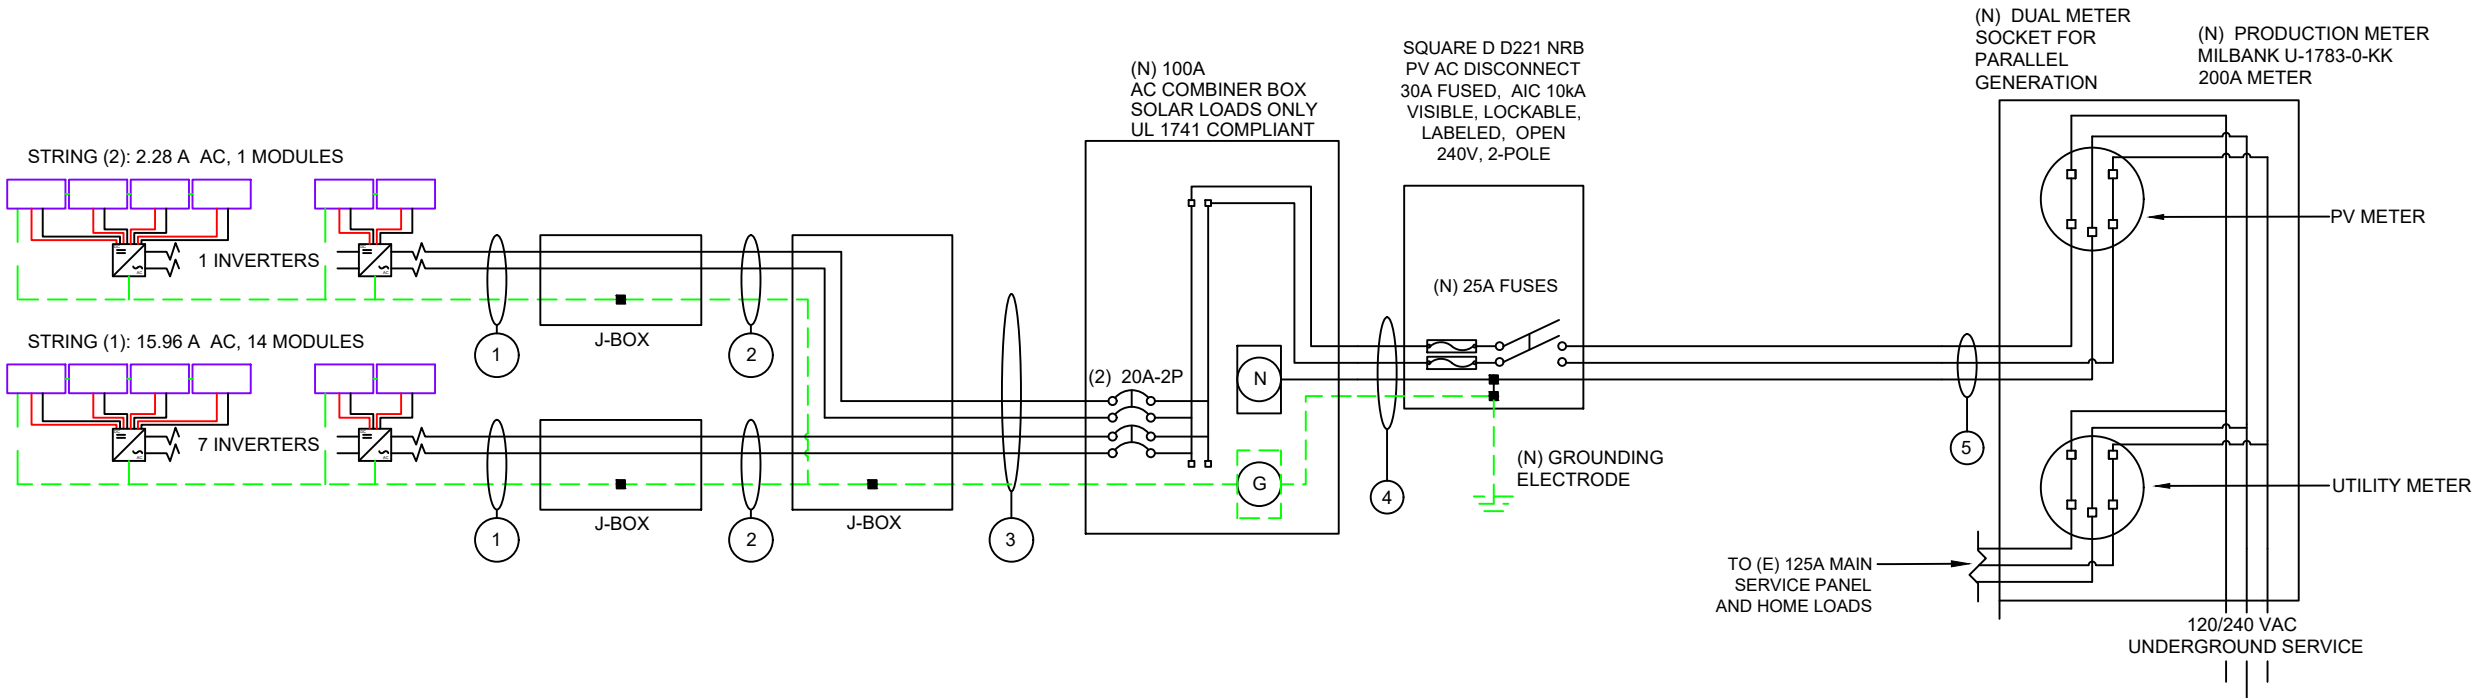 (N) DUAL METER
SOCKET FOR
PARALLEL
GENERATION
(N) PRODUCTION METER
MILBANK U-1783-0-KK
200A METER
SQUARE D D221 NRB
PV AC DISCONNECT
30A FUSED, AIC 10kA
VISIBLE, LOCKABLE,
LABELED, OPEN
240V, 2-POLE
(N) 100A
AC COMBINER BOX
SOLAR LOADS ONLY
UL 1741 COMPLIANT
STRING (2): 2.28 A AC, 1 MODULES
1 INVERTERS
J-BOX
1
2
STRING (1): 15.96 A AC, 14 MODULES
7 INVERTERS
J-BOX
J-BOX
1
2
3
(2) 20A-2P
N
G
(N) 25A FUSES
4
(N) GROUNDING
ELECTRODE
5
PV METER
UTILITY METER
TO (E) 125A MAIN
SERVICE PANEL
AND HOME LOADS
120/240 VAC
UNDERGROUND SERVICE